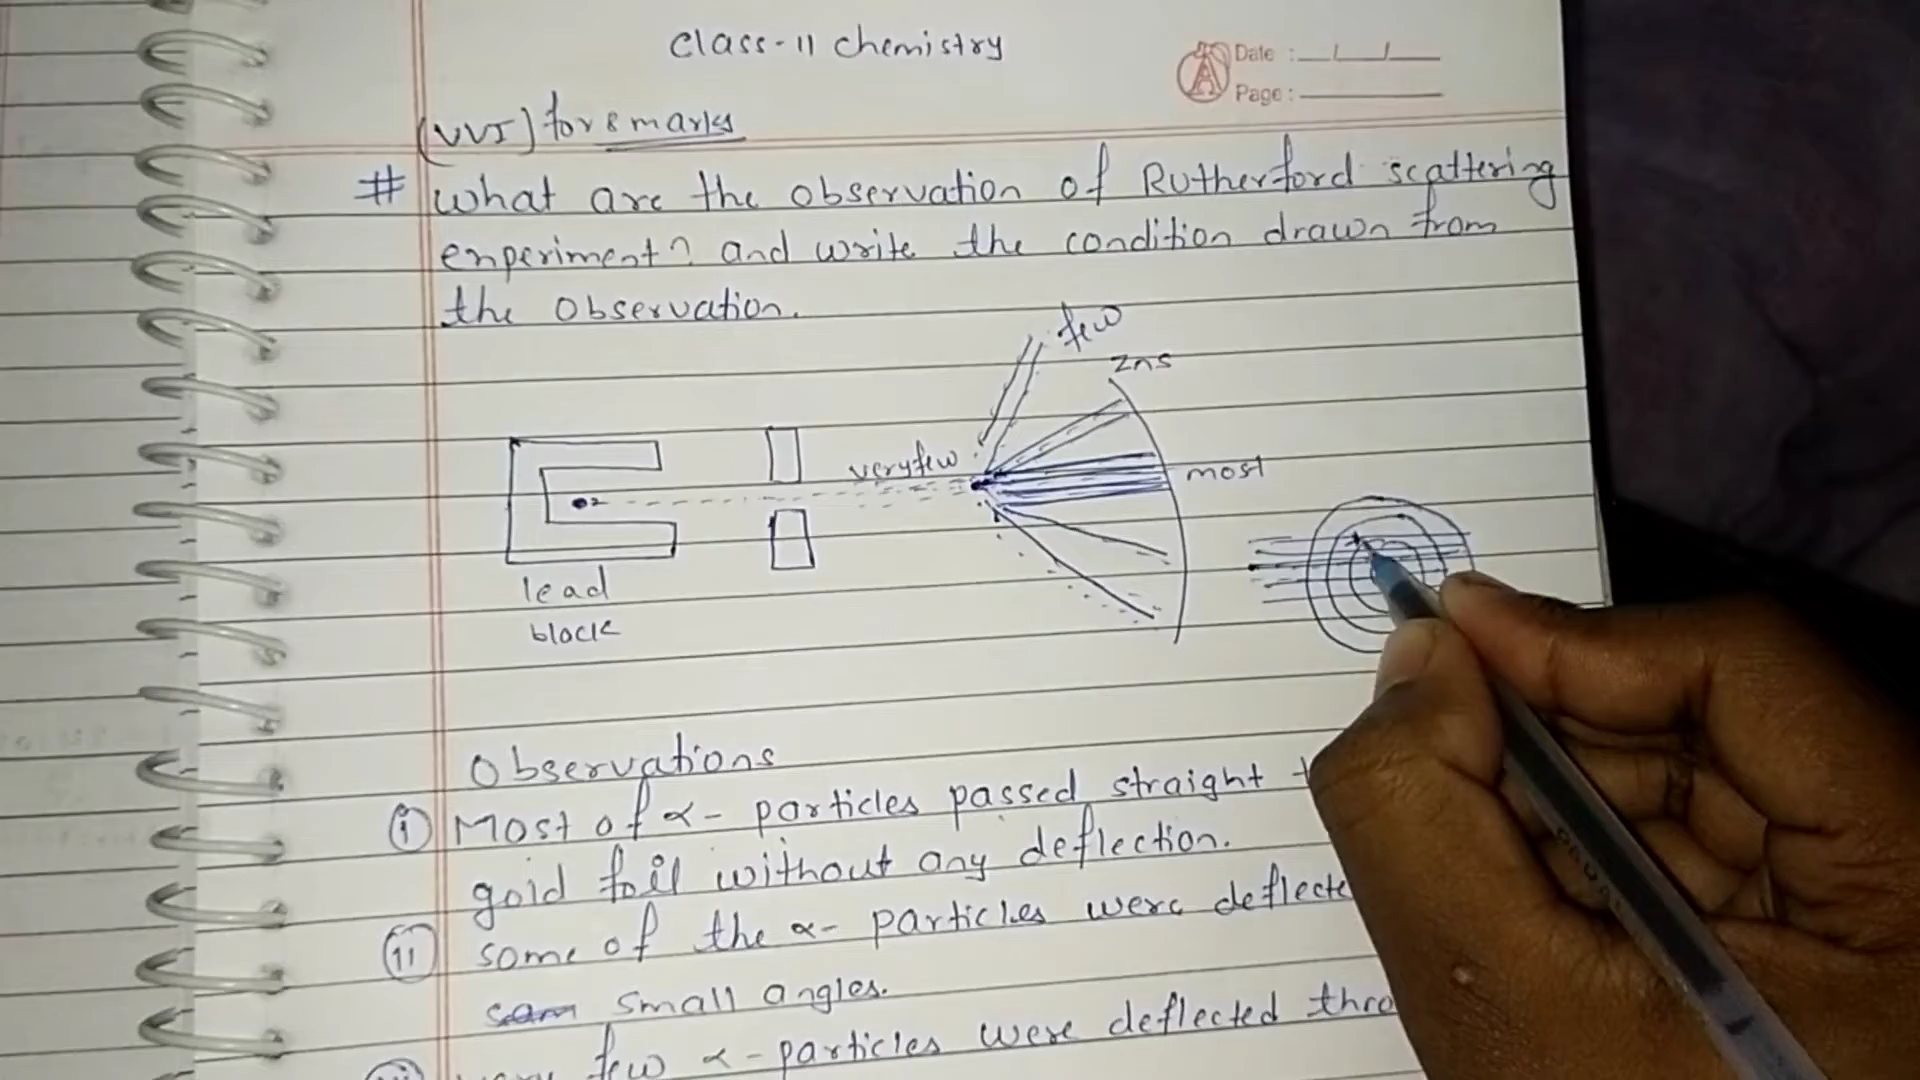 Class-11 chemistry
Date :
Page :
(VVI) for 8 marks
# what are the observation of Rutherford scattering
enperiment? and write the condition drawn from
the observation.
few
zns
very few
most
lead
block
Observations
(i) Most of α- particles passed straight
gold foil without any deflection.
(ii) some of the α- particles were deflecte
small angles.
few α-particles were deflected thro